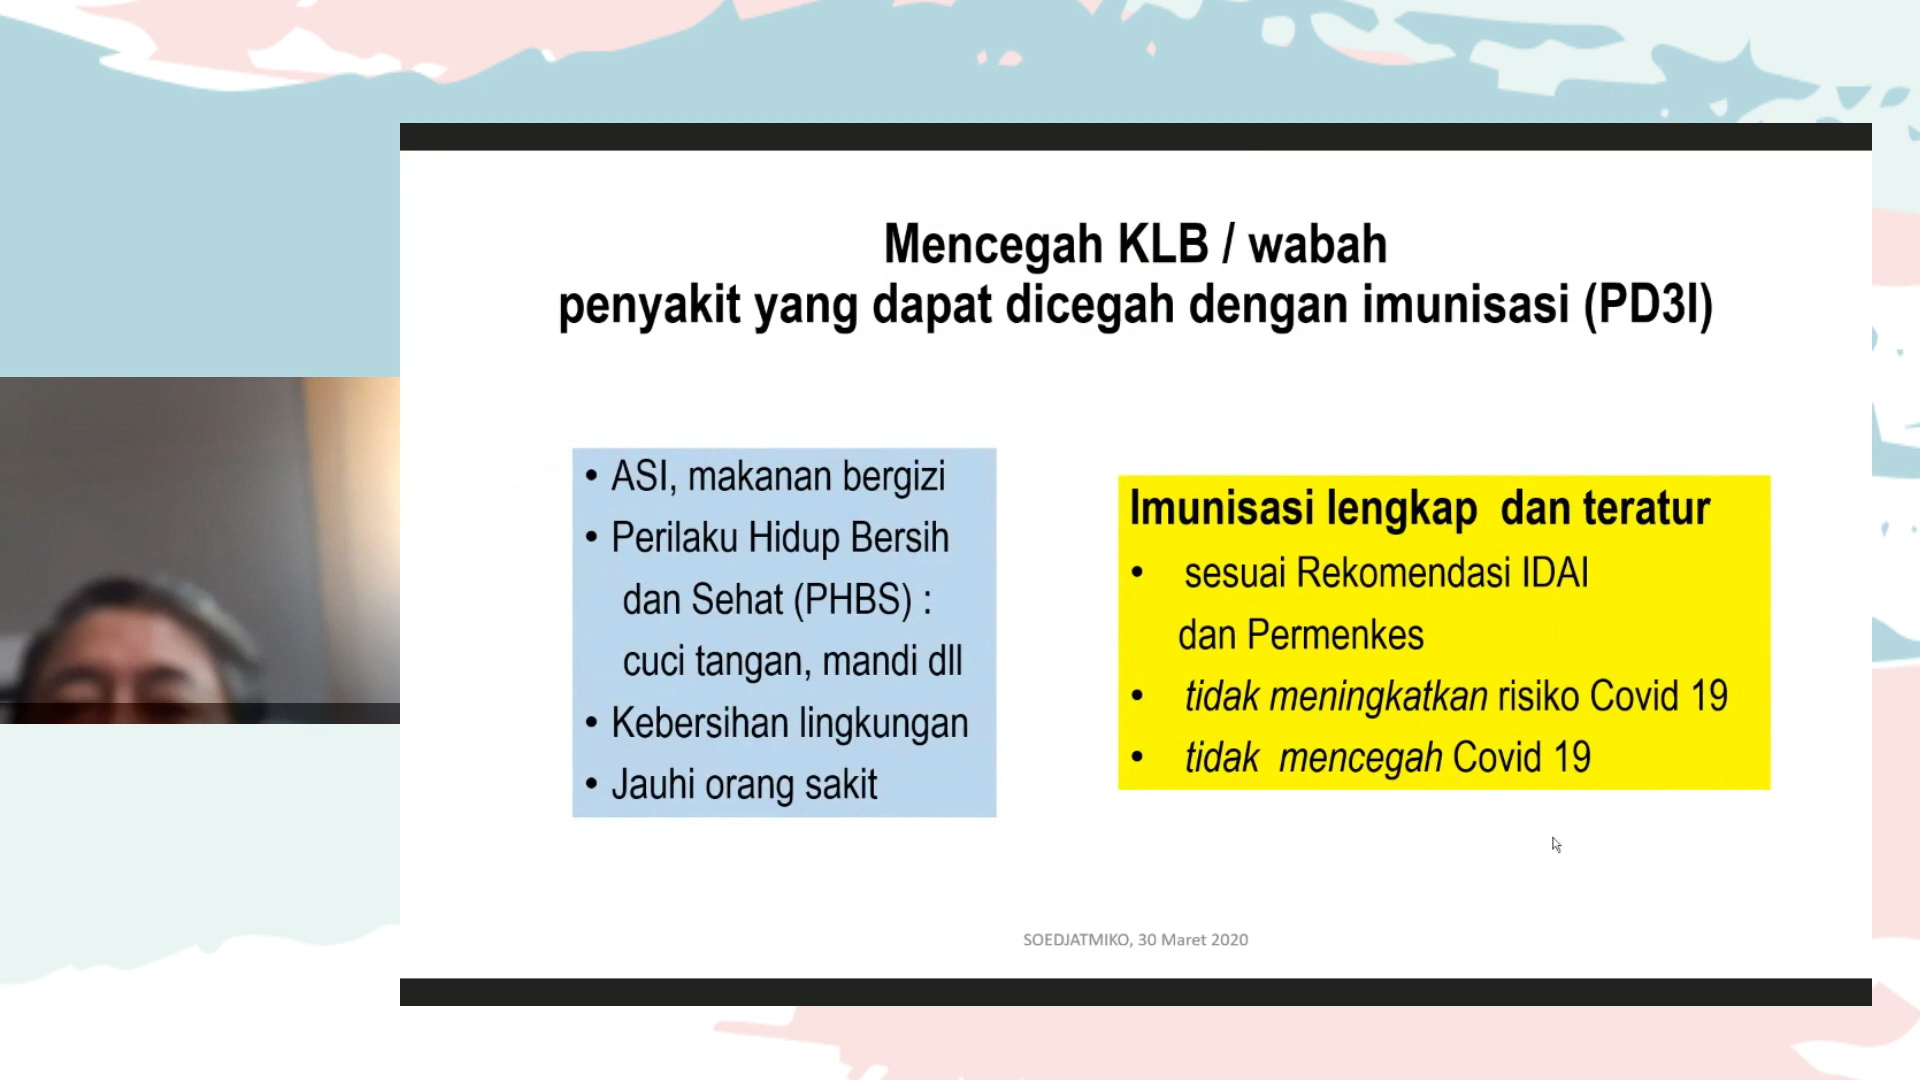 Mencegah KLB / wabah
penyakit yang dapat dicegah dengan imunisasi (PD3I)
• ASI, makanan bergizi
• Perilaku Hidup Bersih
dan Sehat (PHBS) :
cuci tangan, mandi dll
• Kebersihan lingkungan
• Jauhi orang sakit
Imunisasi lengkap dan teratur
• sesuai Rekomendasi IDAI
dan Permenkes
• tidak meningkatkan risiko Covid 19
• tidak mencegah Covid 19
SOEDJATMIKO, 30 Maret 2020